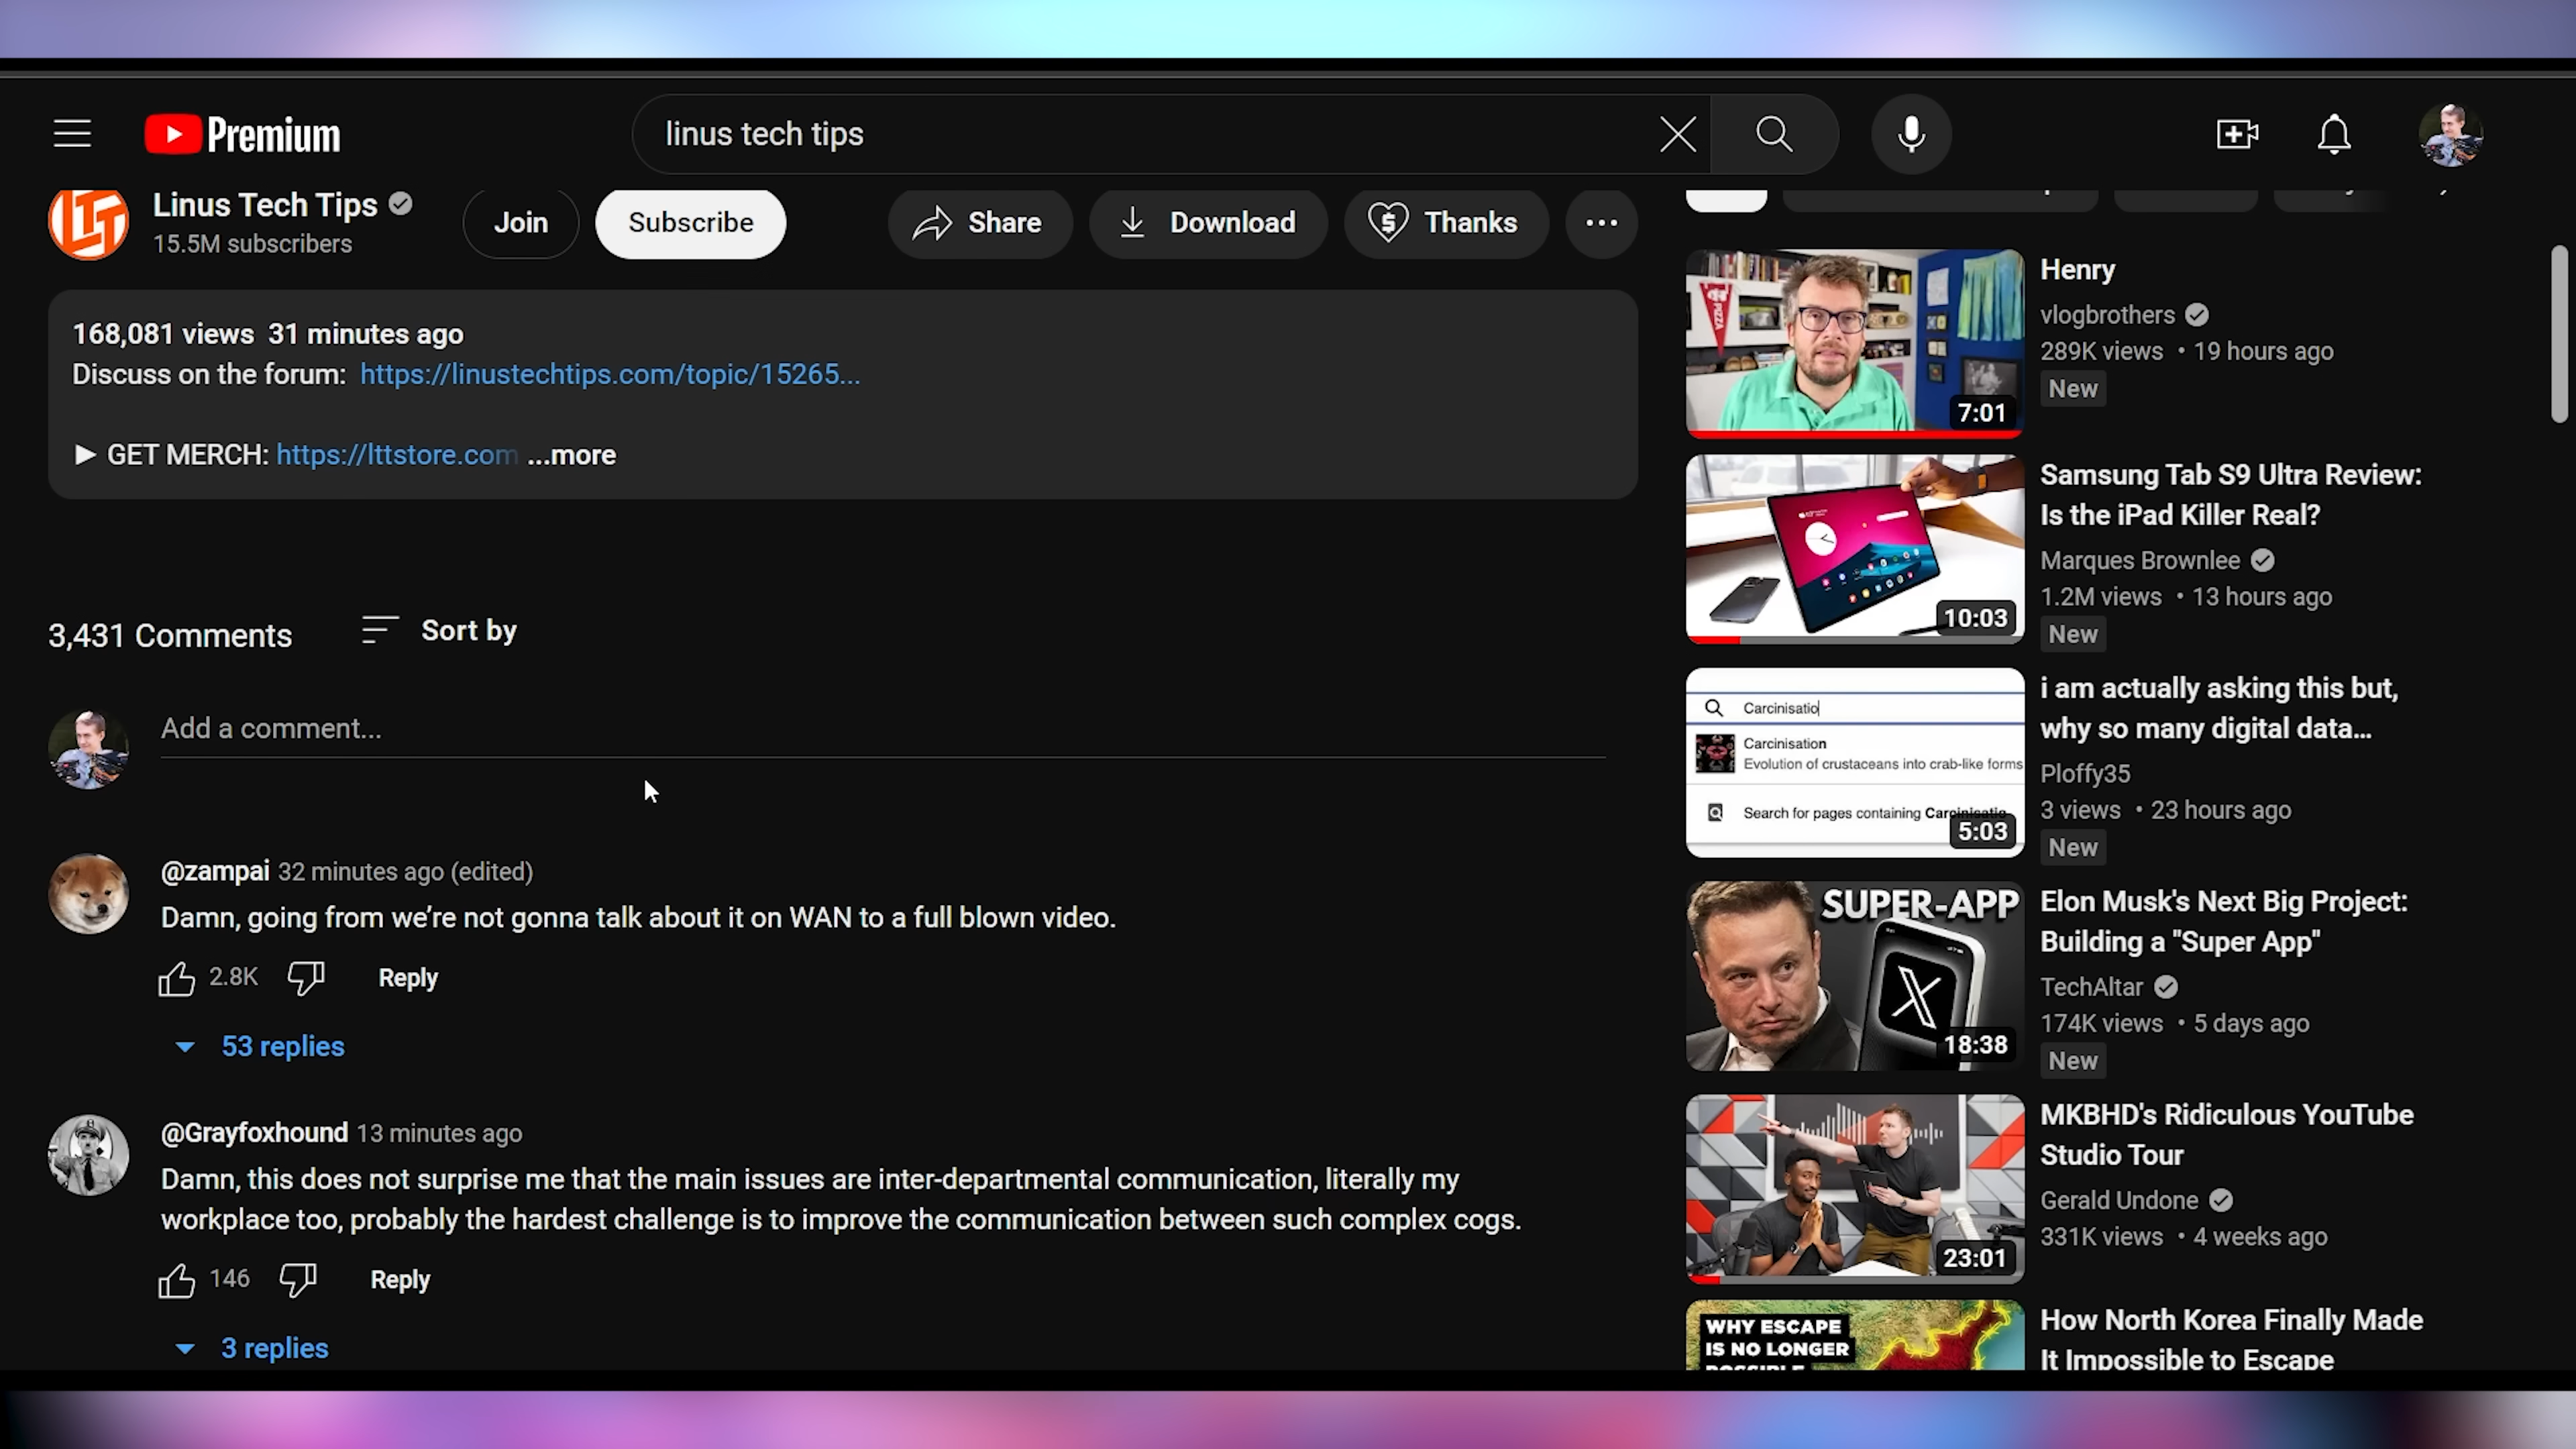 Premium
linus tech tips
LTT
Linus Tech Tips
15.5M subscribers
Join
Subscribe
Share
Download
Thanks
168,081 views 31 minutes ago
Discuss on the forum: https://linustechtips.com/topic/15265...
► GET MERCH: https://lttstore.com ...more
3,431 Comments
Sort by
Add a comment...
@zampai 32 minutes ago (edited)
Damn, going from we’re not gonna talk about it on WAN to a full blown video.
2.8K
Reply
53 replies
@Grayfoxhound 13 minutes ago
Damn, this does not surprise me that the main issues are inter-departmental communication, literally my
workplace too, probably the hardest challenge is to improve the communication between such complex cogs.
146
Reply
3 replies
PIZZA
7:01
Henry
vlogbrothers
289K views • 19 hours ago
New
10:03
Samsung Tab S9 Ultra Review:
Is the iPad Killer Real?
Marques Brownlee
1.2M views • 13 hours ago
New
Carcinisatio
Carcinisation
Evolution of crustaceans into crab-like forms
Search for pages containing Carcinisatio
5:03
i am actually asking this but,
why so many digital data...
Ploffy35
3 views • 23 hours ago
New
SUPER-APP
X
18:38
Elon Musk's Next Big Project:
Building a "Super App"
TechAltar
174K views • 5 days ago
New
23:01
MKBHD's Ridiculous YouTube
Studio Tour
Gerald Undone
331K views • 4 weeks ago
WHY ESCAPE
IS NO LONGER
POSSIBLE
How North Korea Finally Made
It Impossible to Escape